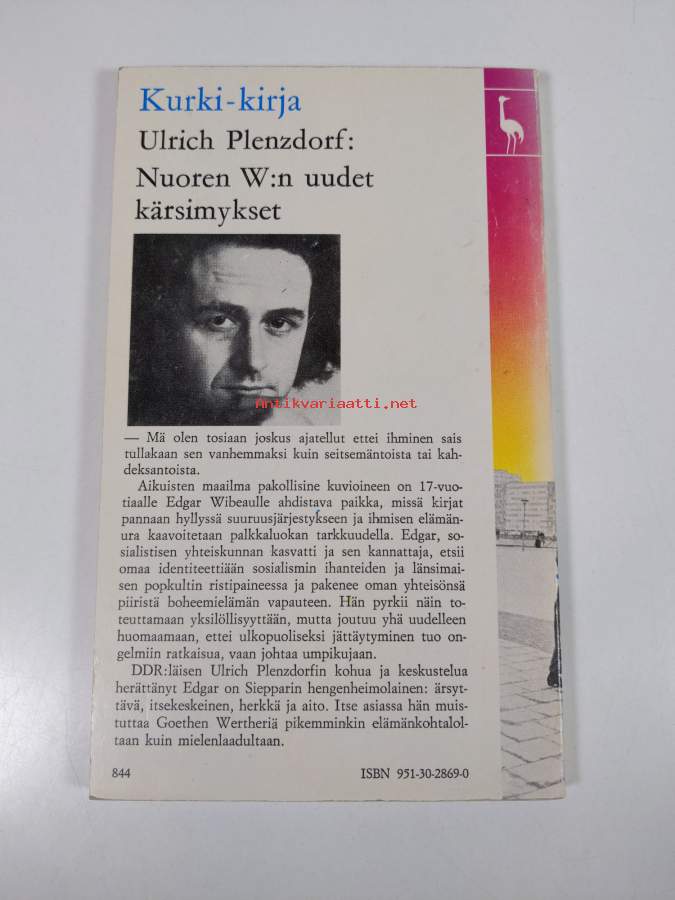 Kurki-kirja
Ulrich Plenzdorf:
Nuoren W:n uudet
kärsimykset
Antikvariaatti.net
— Mä olen tosiaan joskus ajatellut ettei ihminen sais
tullakaan sen vanhemmaksi kuin seitsemäntoista tai kah-
deksantoista.
Aikuisten maailma pakollisine kuvioineen on 17-vuo-
tiaalle Edgar Wibeaulle ahdistava paikka, missä kirjat
pannaan hyllyssä suuruusjärjestykseen ja ihmisen elämän-
ura kaavoitetaan palkkaluokan tarkkuudella. Edgar, so-
sialistisen yhteiskunnan kasvatti ja sen kannattaja, etsii
omaa identiteettiään sosialismin ihanteiden ja länsimai-
sen popkultin ristipaineessa ja pakenee oman yhteisönsä
piiristä boheemielämän vapauteen. Hän pyrkii näin to-
teuttamaan yksilöllisyyttään, mutta joutuu yhä uudelleen
huomaamaan, ettei ulkopuoliseksi jättäytyminen tuo on-
gelmiin ratkaisua, vaan johtaa umpikujaan.
DDR:läisen Ulrich Plenzdorfin kohua ja keskustelua
herättänyt Edgar on Siepparin hengenheimolainen: ärsyt-
tävä, itsekeskeinen, herkkä ja aito. Itse asiassa hän muis-
tuttaa Goethen Wertheriä pikemminkin elämänkohtalol-
taan kuin mielenlaadultaan.
844 ISBN 951-30-2869-0